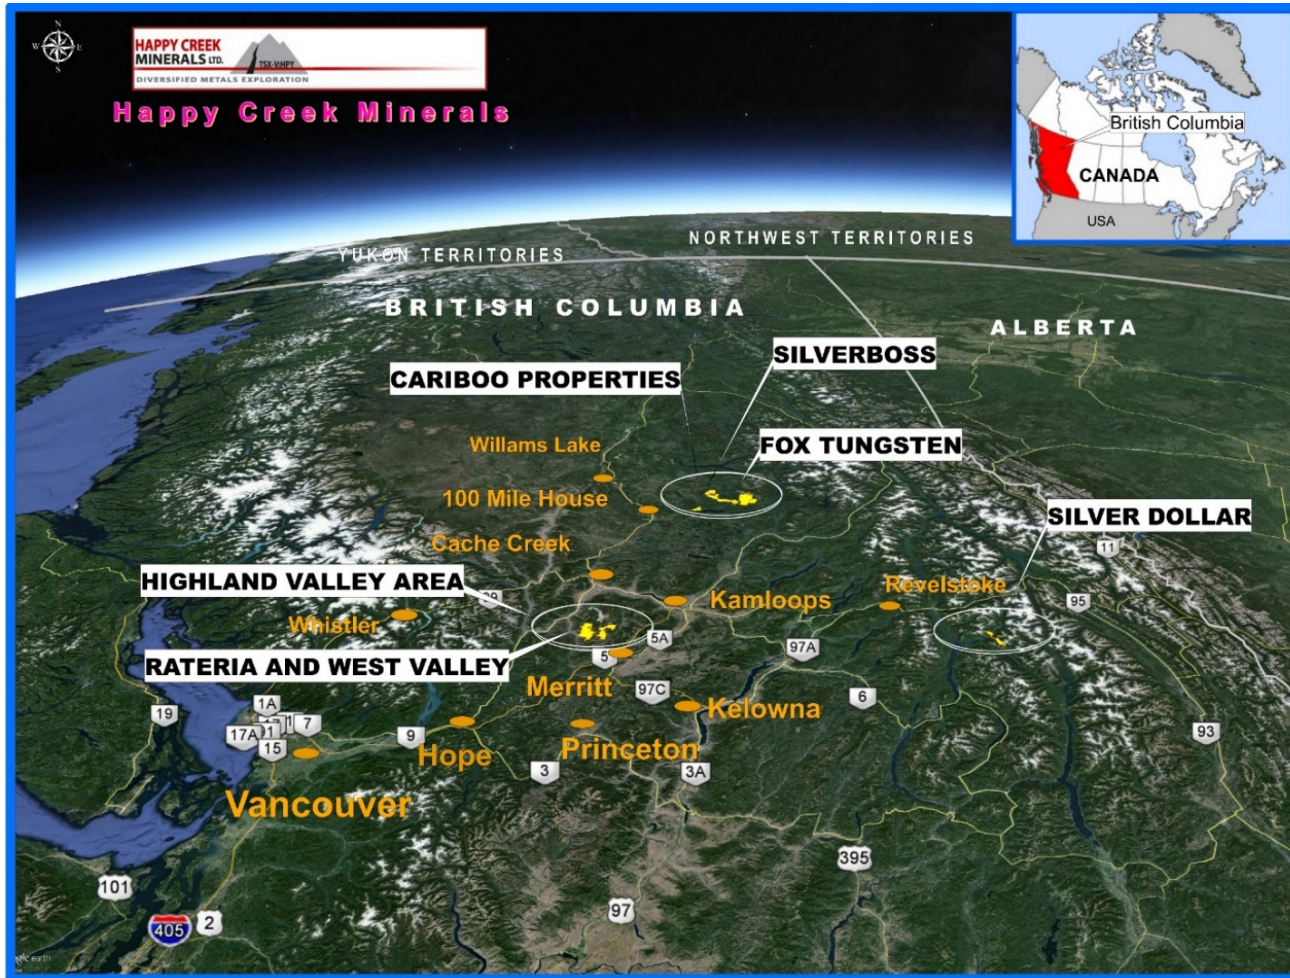 N
W
E
S
HAPPY CREEK
MINERALS LTD.
TSX-V:HPY
DIVERSIFIED METALS EXPLORATION
Happy Creek Minerals
British Columbia
CANADA
USA
YUKON TERRITORIES
NORTHWEST TERRITORIES
BRITISH COLUMBIA
ALBERTA
SILVERBOSS
CARIBOO PROPERTIES
FOX TUNGSTEN
Willams Lake
100 Mile House
SILVER DOLLAR
11
Cache Creek
HIGHLAND VALLEY AREA
Revelstoke
95
Kamloops
Whistler
5A
97A
RATERIA AND WEST VALLEY
5
Merritt
97C
6
Kelowna
1A
19
7
17A
15
9
Hope
Princeton
93
3
3A
Vancouver
395
101
97
2
405
earth